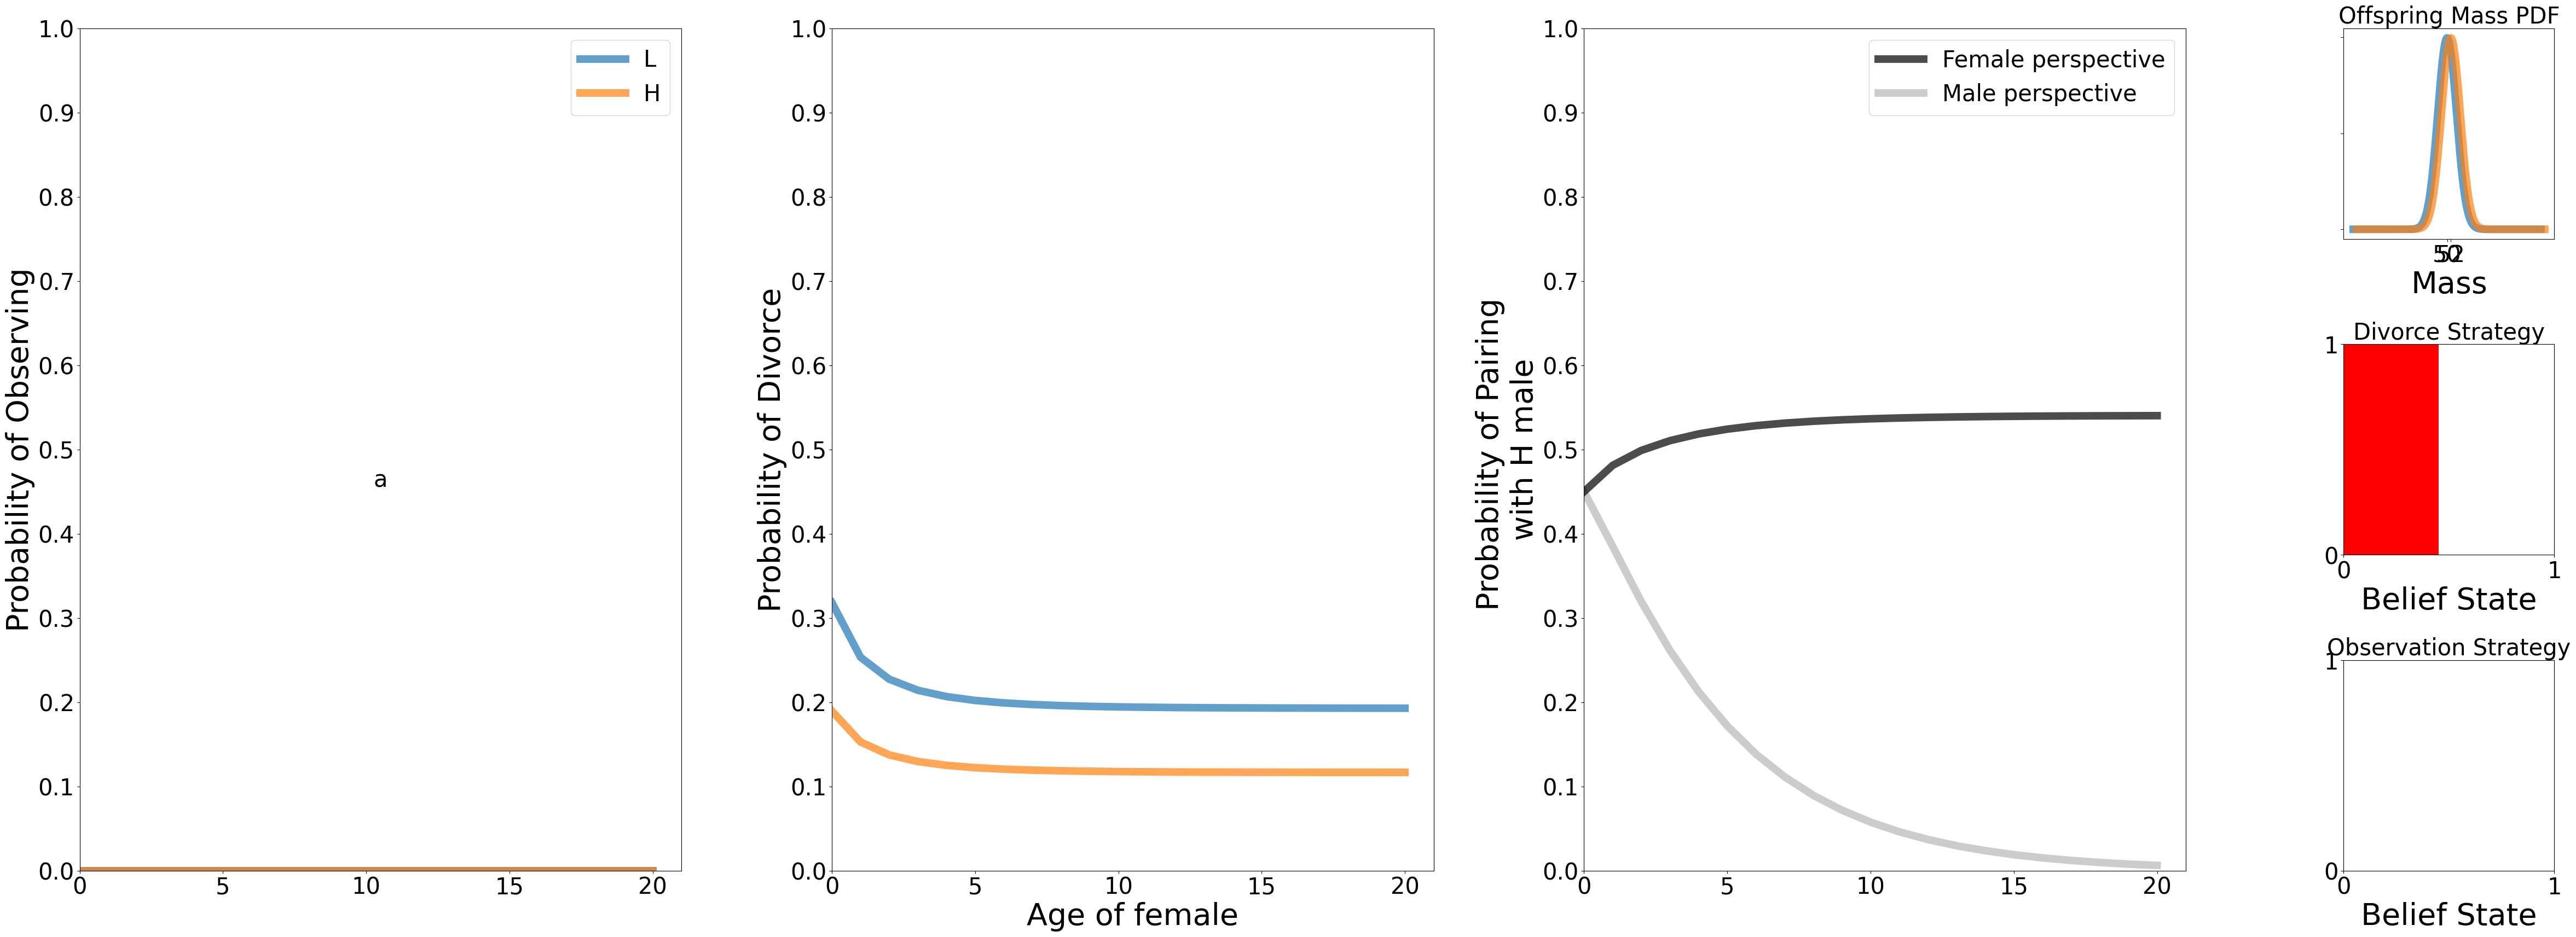 Probability of Observing
1.0
0.9
0.8
0.7
0.6
0.5
0.4
0.3
0.2
0.1
0.0
0 5 10 15 20
L
H
a
Probability of Divorce
1.0
0.9
0.8
0.7
0.6
0.5
0.4
0.3
0.2
0.1
0.0
0 5 10 15 20
Age of female
Probability of Pairing
with H male
1.0
0.9
0.8
0.7
0.6
0.5
0.4
0.3
0.2
0.1
0.0
0 5 10 15 20
Female perspective
Male perspective
Offspring Mass PDF
50 52
Mass
Divorce Strategy
1
0
0 1
Belief State
Observation Strategy
1
0
0 1
Belief State